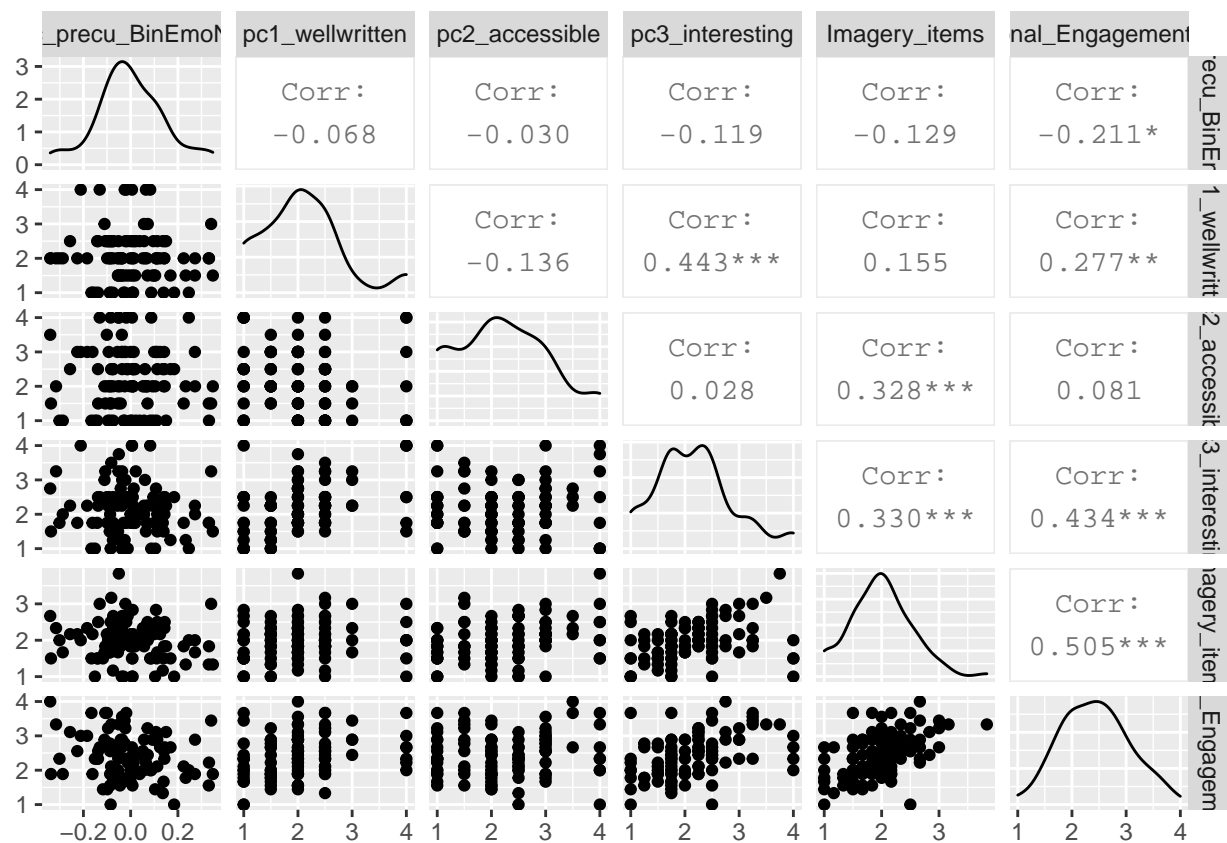 _precu_BinEmoN pc1_wellwritten pc2_accessible pc3_interesting Imagery_items nal_Engagement
3
2
1
0
Corr:
-0.068
Corr:
-0.030
Corr:
-0.119
Corr:
-0.129
Corr:
-0.211*
ecu_BinEr
4
3
2
1
Corr:
-0.136
Corr:
0.443***
Corr:
0.155
Corr:
0.277**
1_wellwritt
4
3
2
1
Corr:
0.028
Corr:
0.328***
Corr:
0.081
2_accessib
4
3
2
1
Corr:
0.330***
Corr:
0.434***
3_interesti
3
2
1
Corr:
0.505***
nagery_iten
4
3
2
1
_Engagem
−0.2 0.0 0.2 1 2 3 4 1 2 3 4 1 2 3 4 1 2 3 1 2 3 4